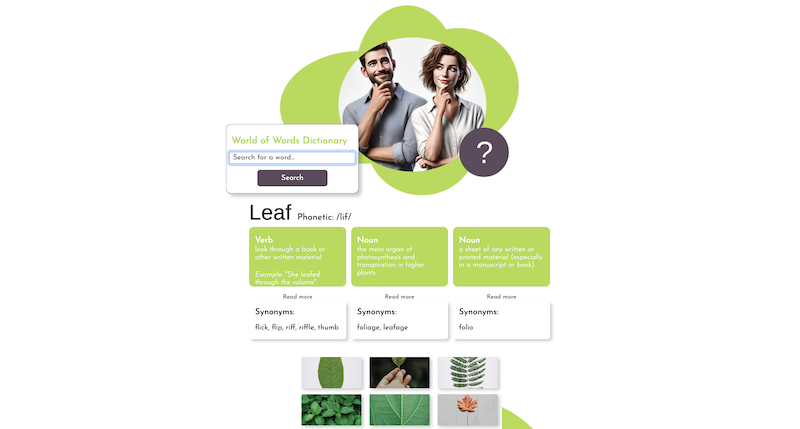 World of Words Dictionary
Search for a word...
Search
?
Leaf Phonetic: /lif/
Verb
look through a book or
other written material
Example: "She leafed
through the volume"
Noun
the main organ of
photosynthesis and
transpiration in higher
plants
Noun
a sheet of any written or
printed material (especially
in a manuscript or book)
Read more
Read more
Read more
Synonyms:
flick, flip, riff, riffle, thumb
Synonyms:
foliage, leafage
Synonyms:
folio